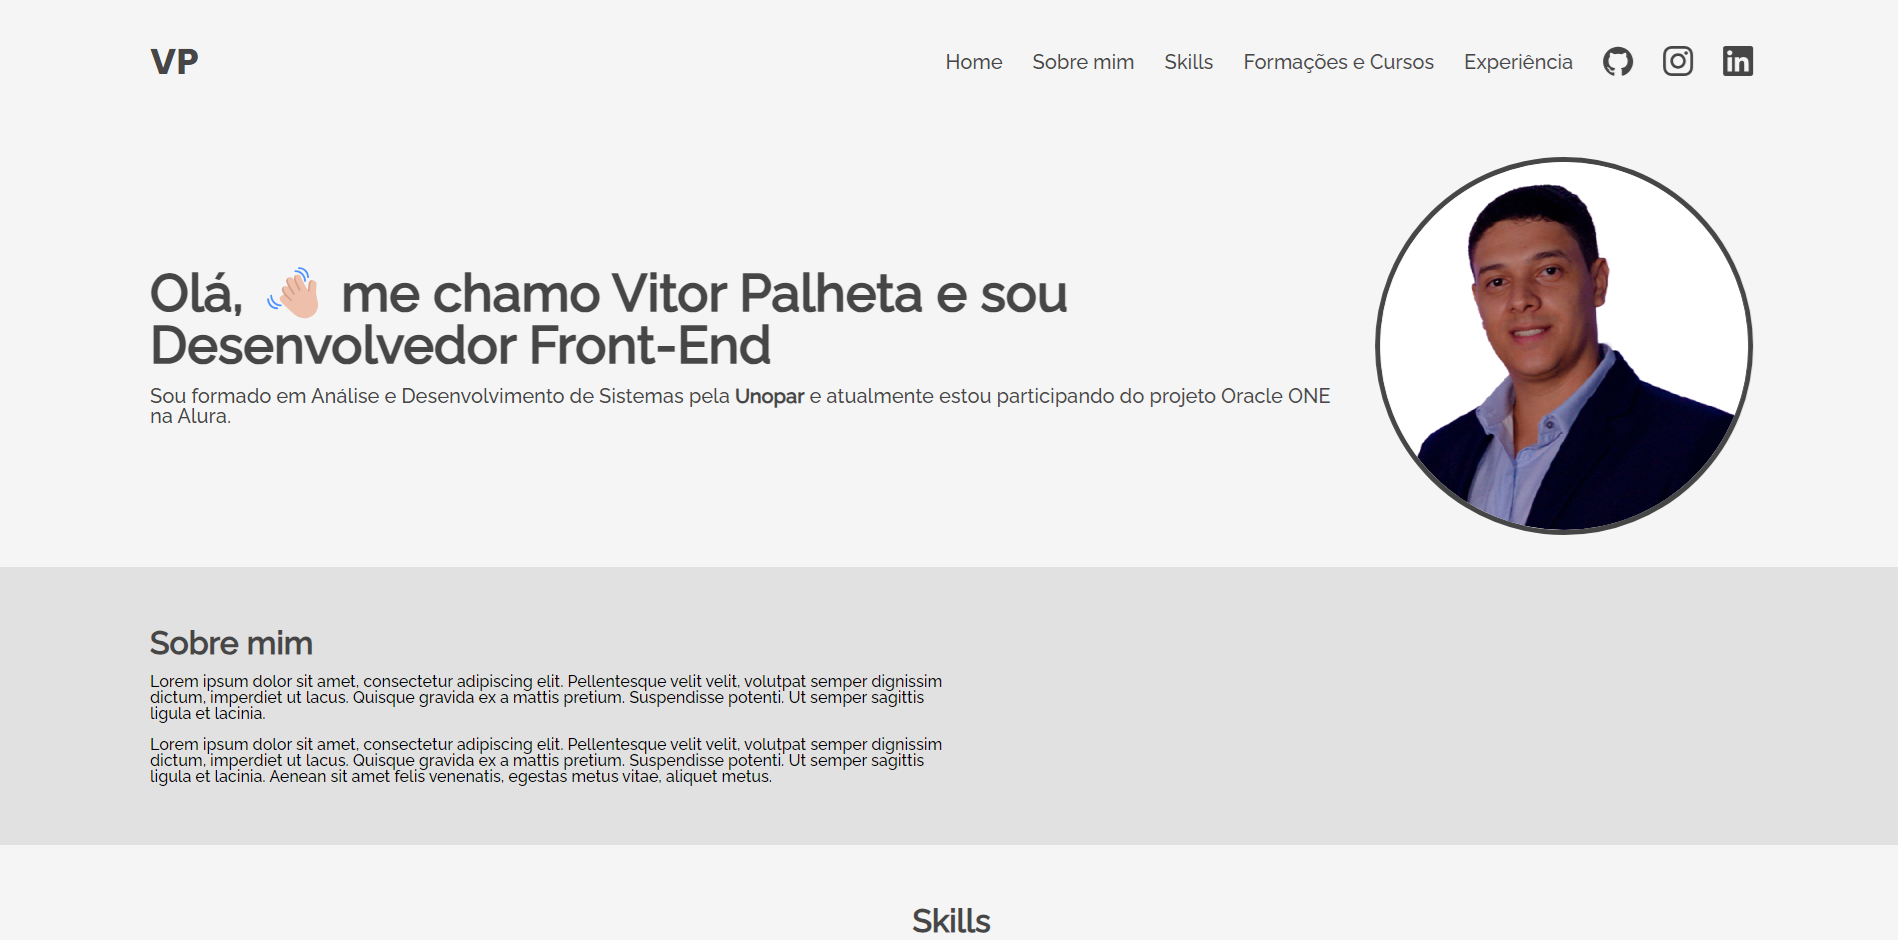 VP
Home Sobre mim Skills Formações e Cursos Experiência
Olá, 👋🏼 me chamo Vitor Palheta e sou
Desenvolvedor Front-End
Sou formado em Análise e Desenvolvimento de Sistemas pela Unopar e atualmente estou participando do projeto Oracle ONE
na Alura.
Sobre mim
Lorem ipsum dolor sit amet, consectetur adipiscing elit. Pellentesque velit velit, volutpat semper dignissim
dictum, imperdiet ut lacus. Quisque gravida ex a mattis pretium. Suspendisse potenti. Ut semper sagittis
ligula et lacinia.
Lorem ipsum dolor sit amet, consectetur adipiscing elit. Pellentesque velit velit, volutpat semper dignissim
dictum, imperdiet ut lacus. Quisque gravida ex a mattis pretium. Suspendisse potenti. Ut semper sagittis
ligula et lacinia. Aenean sit amet felis venenatis, egestas metus vitae, aliquet metus.
Skills